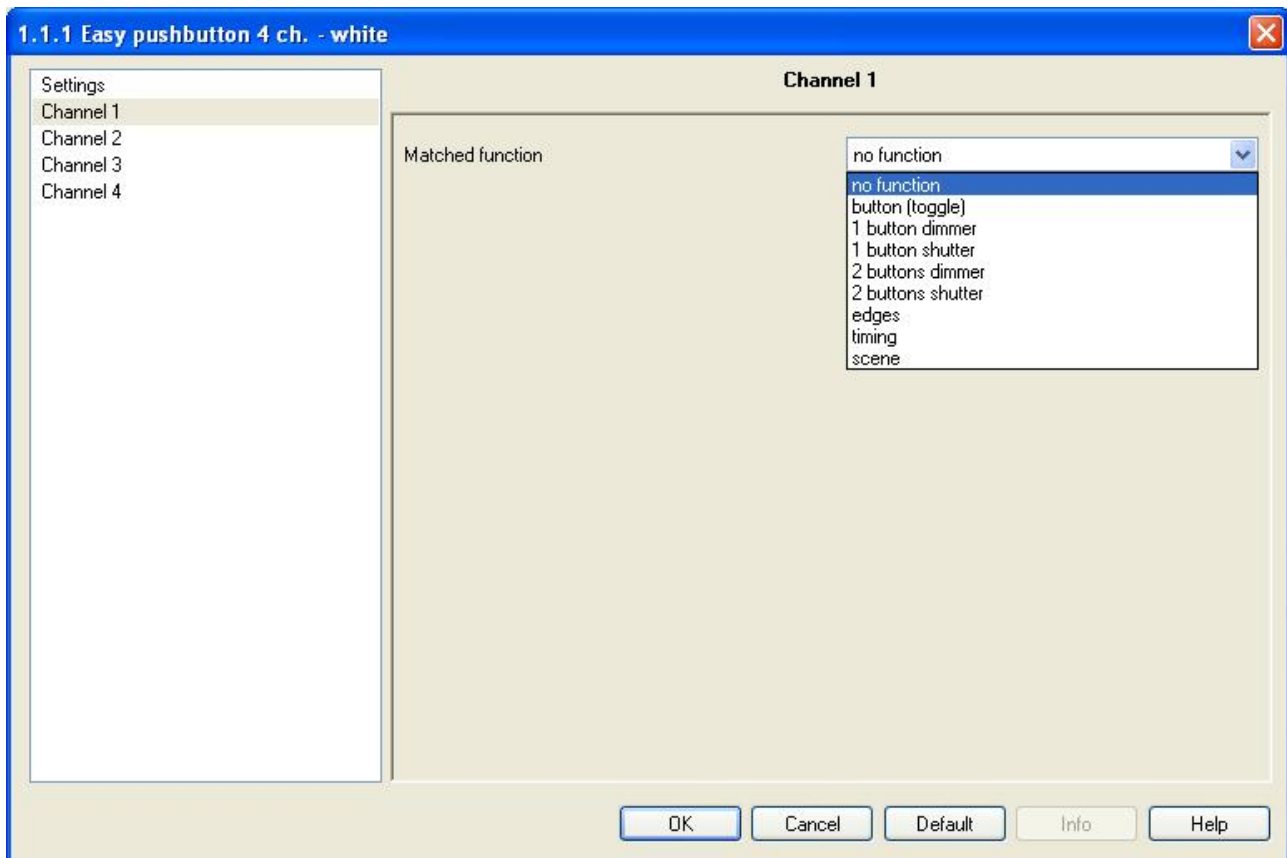 1.1.1 Easy pushbutton 4 ch. - white
Settings
Channel 1
Channel 2
Channel 3
Channel 4
Channel 1
Matched function
no function
no function
button (toggle)
1 button dimmer
1 button shutter
2 buttons dimmer
2 buttons shutter
edges
timing
scene
OK
Cancel
Default
Info
Help